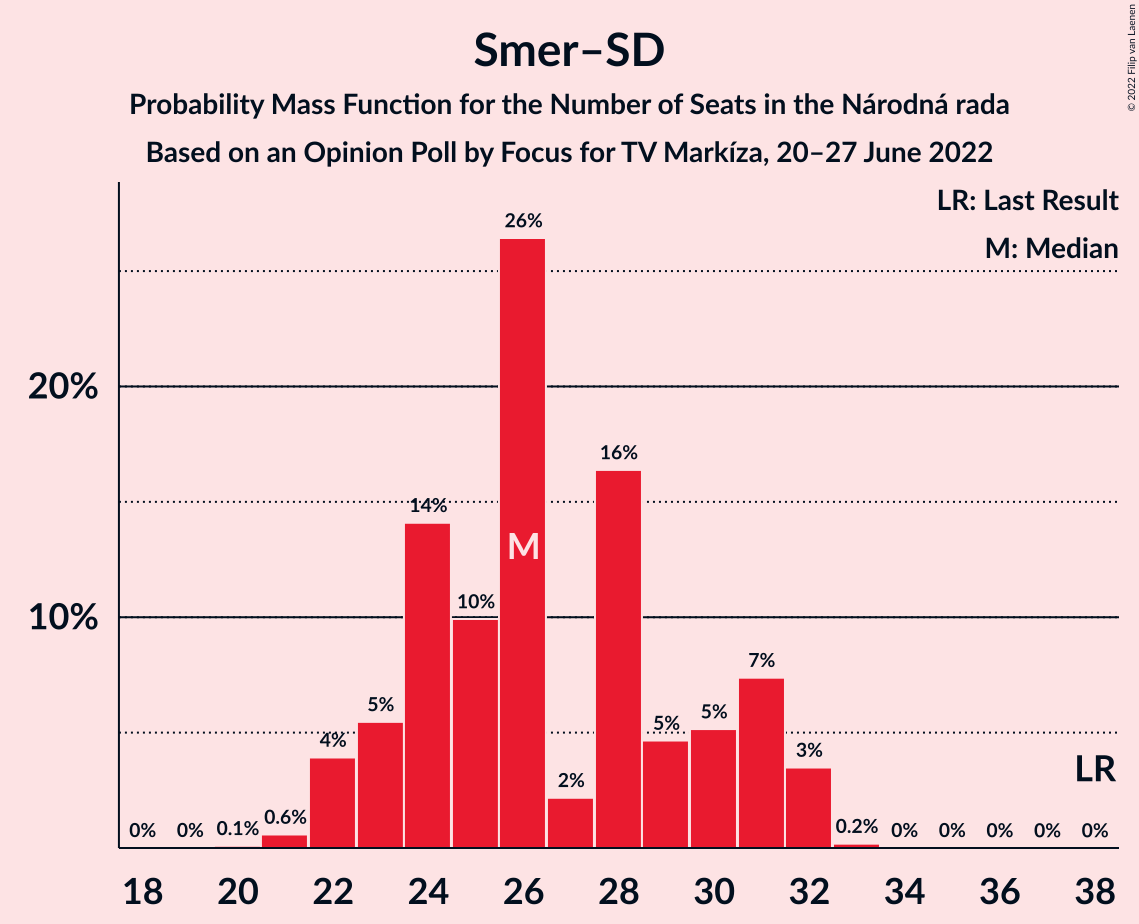 Smer–SD
Probability Mass Function for the Number of Seats in the Národná rada
Based on an Opinion Poll by Focus for TV Markíza, 20–27 June 2022
© 2022 Filip van Laenen
LR: Last Result
M: Median
26%
20%
16%
14%
M
10%
10%
7%
5%
5%
5%
4%
3%
2%
LR
0%
0%
0.1%
0.6%
0.2%
0%
0%
0%
0%
0%
18 20 22 24 26 28 30 32 34 36 38